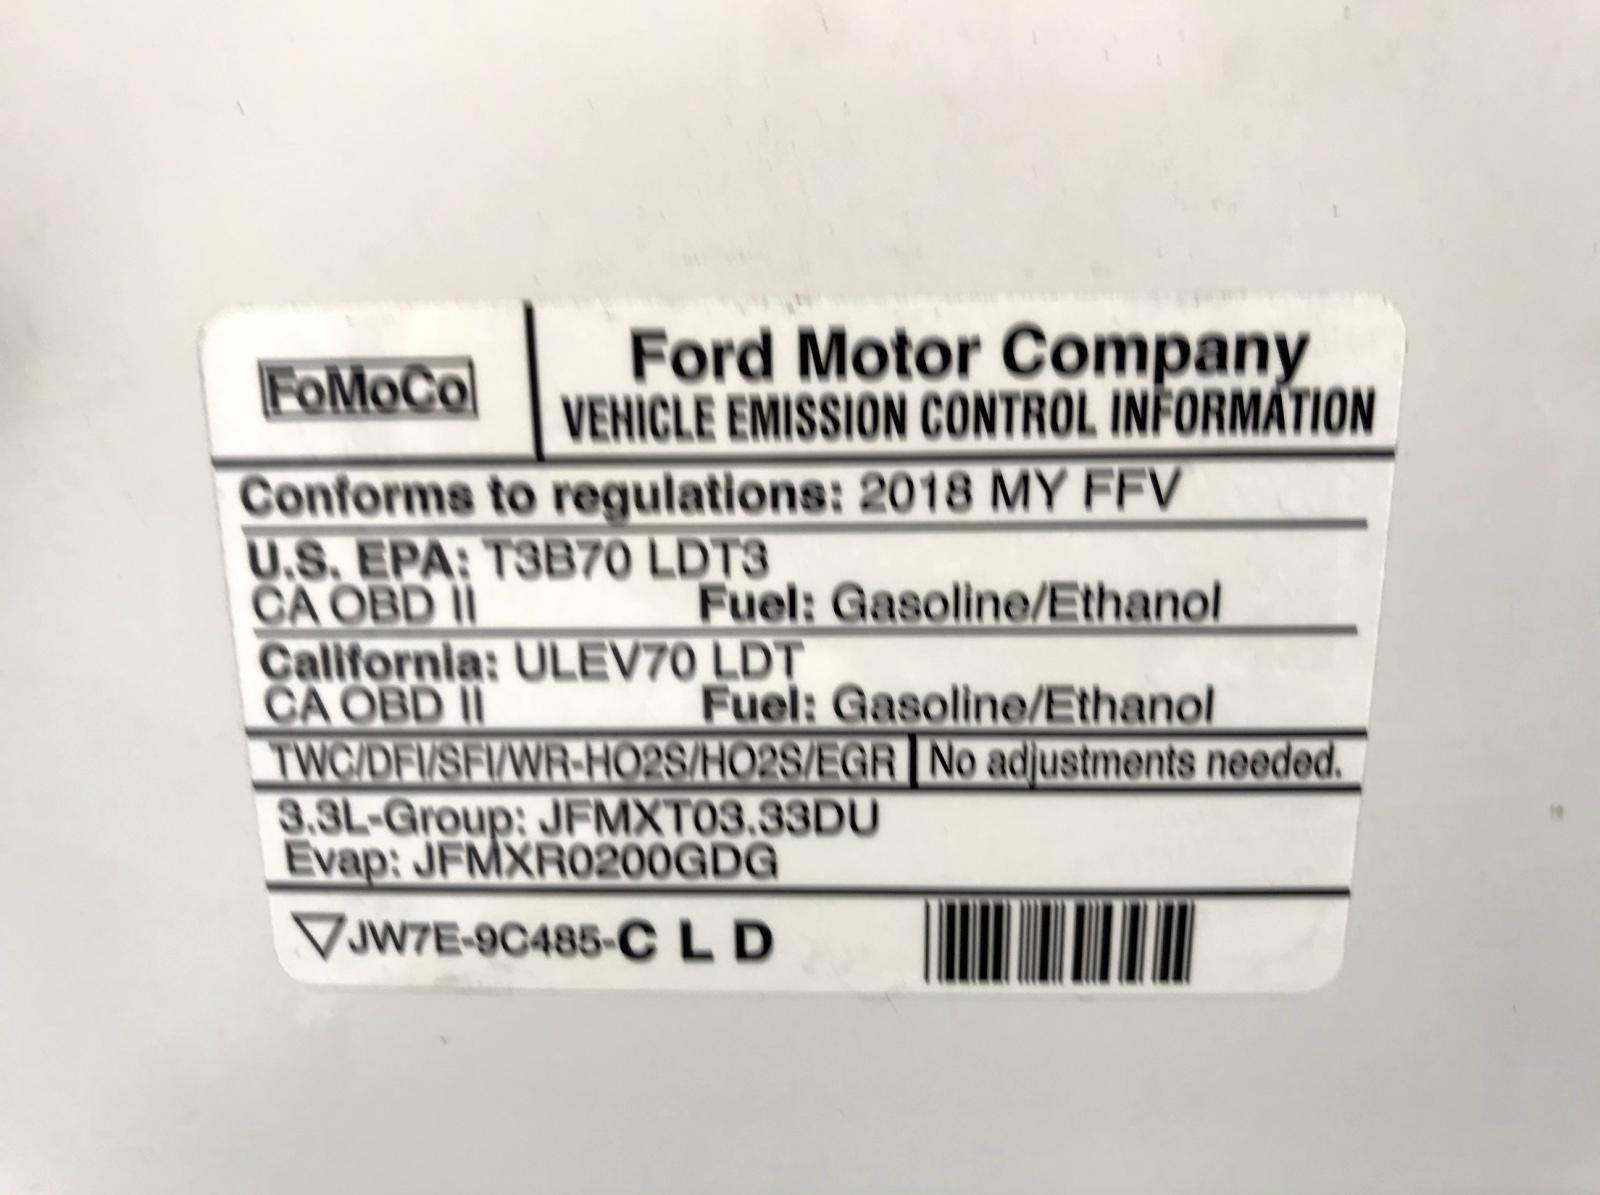 FoMoCo
Ford Motor Company
VEHICLE EMISSION CONTROL INFORMATION
Conforms to regulations: 2018 MY FFV
U.S. EPA: T3B70 LDT3
CA OBD II Fuel: Gasoline/Ethanol
California: ULEV70 LDT
CA OBD II Fuel: Gasoline/Ethanol
TWC/DFI/SFI/WR-HO2S/HO2S/EGR No adjustments needed.
3.3L-Group: JFMXT03.33DU
Evap: JFMXR0200GDG
JW7E-9C485-C L D